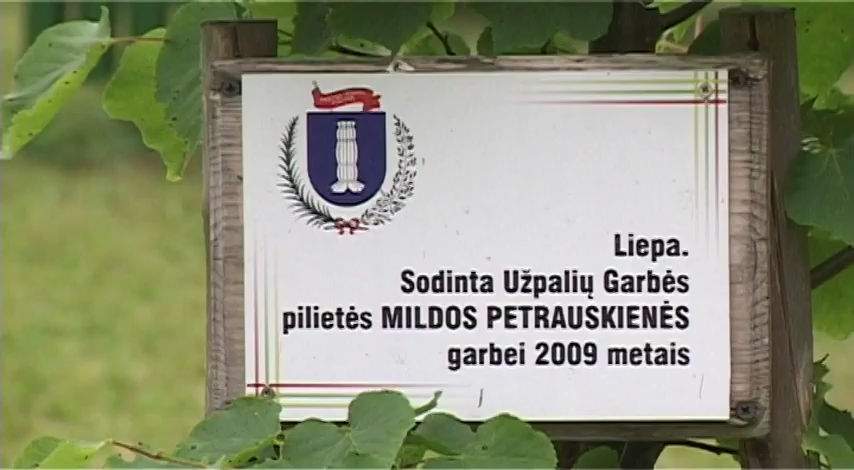 Liepa.
Sodinta Užpalių Garbės
pilietės MILDOS PETRAUSKIENĖS
garbei 2009 metais